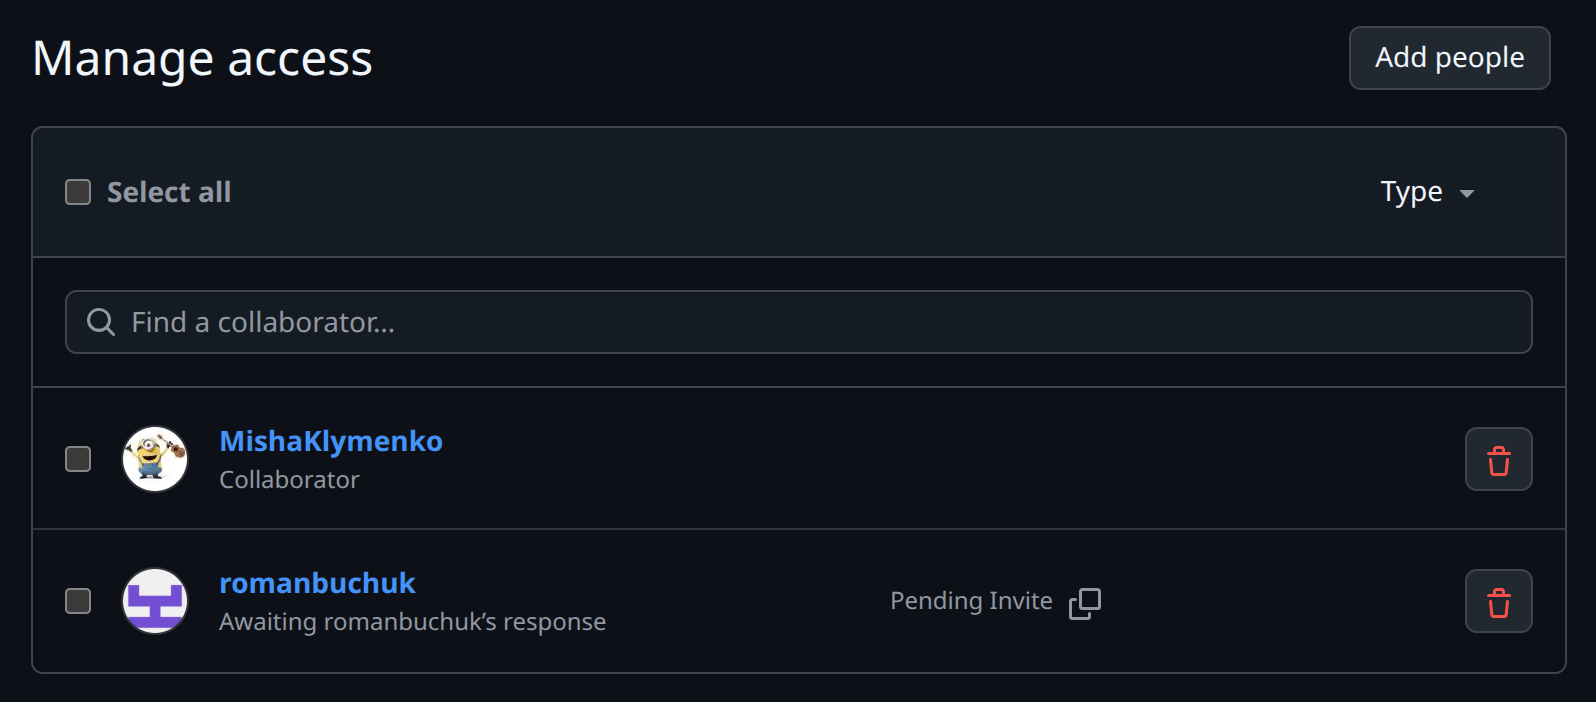 Manage access
Add people
Select all
Type
Find a collaborator...
MishaKlymenko
Collaborator
romanbuchuk
Awaiting romanbuchuk’s response
Pending Invite